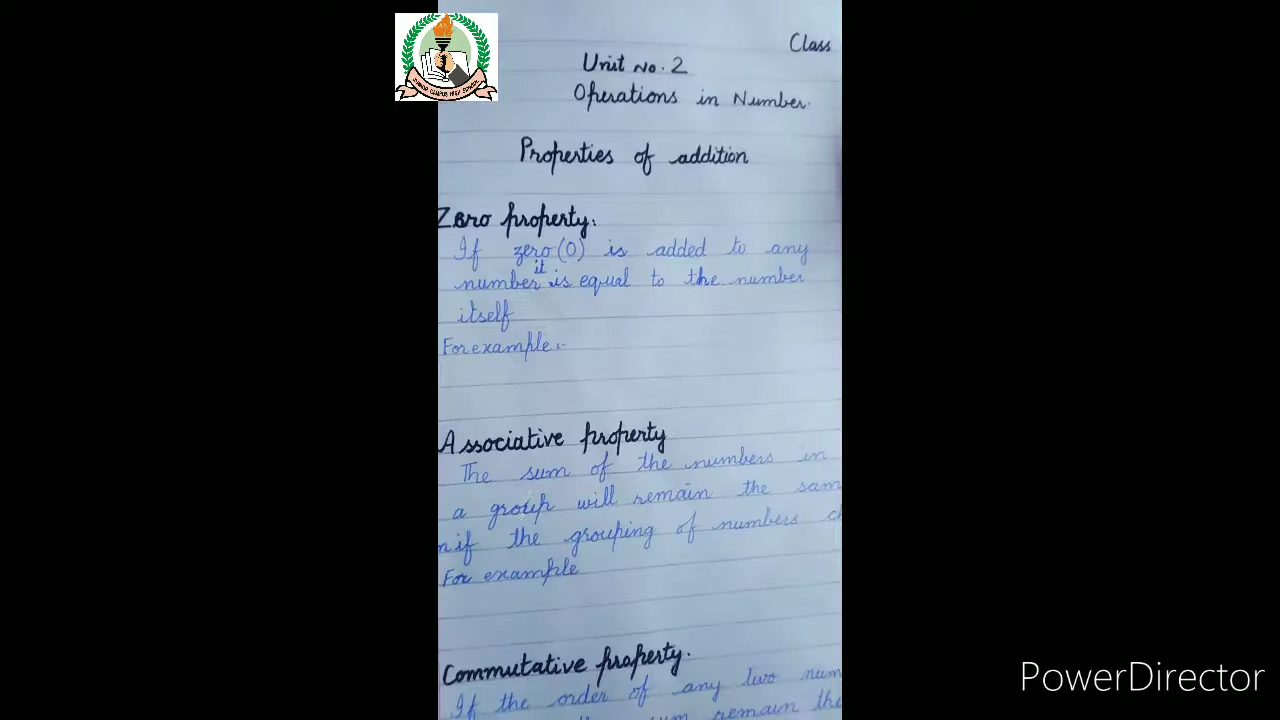 Class
Unit No. 2
Operations in Number.
Properties of addition
Zero property:
If zero (0) is added to any
it
number is equal to the number
itself
For example:-
Associative property
The sum of the numbers in
a group will remain the sam
if the grouping of numbers
For example
Commutative property.
If the order of any two num
remain the
PowerDirector